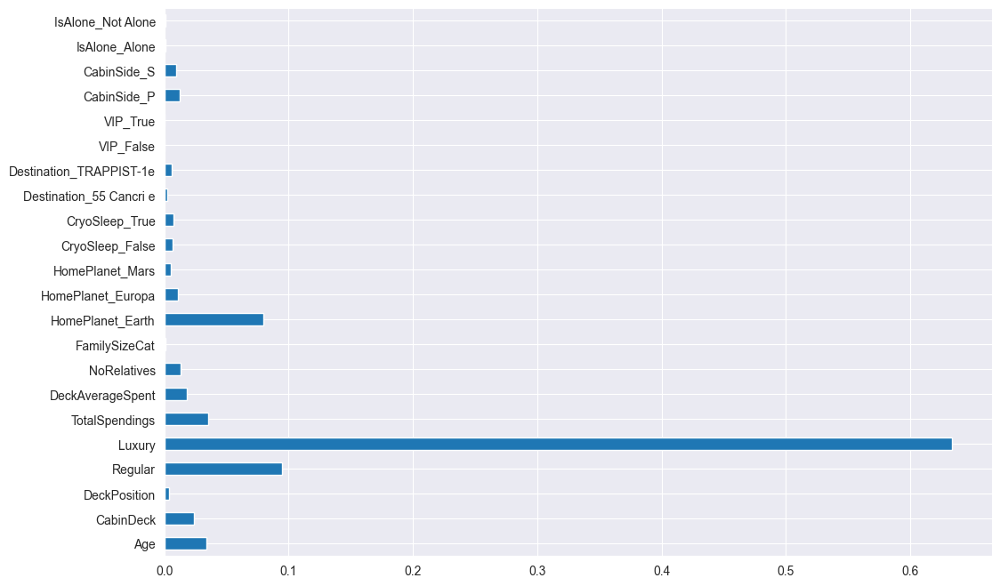 IsAlone_Not Alone
IsAlone_Alone
CabinSide_S
CabinSide_P
VIP_True
VIP_False
Destination_TRAPPIST-1e
Destination_55 Cancri e
CryoSleep_True
CryoSleep_False
HomePlanet_Mars
HomePlanet_Europa
HomePlanet_Earth
FamilySizeCat
NoRelatives
DeckAverageSpent
TotalSpendings
Luxury
Regular
DeckPosition
CabinDeck
Age
0.0 0.1 0.2 0.3 0.4 0.5 0.6